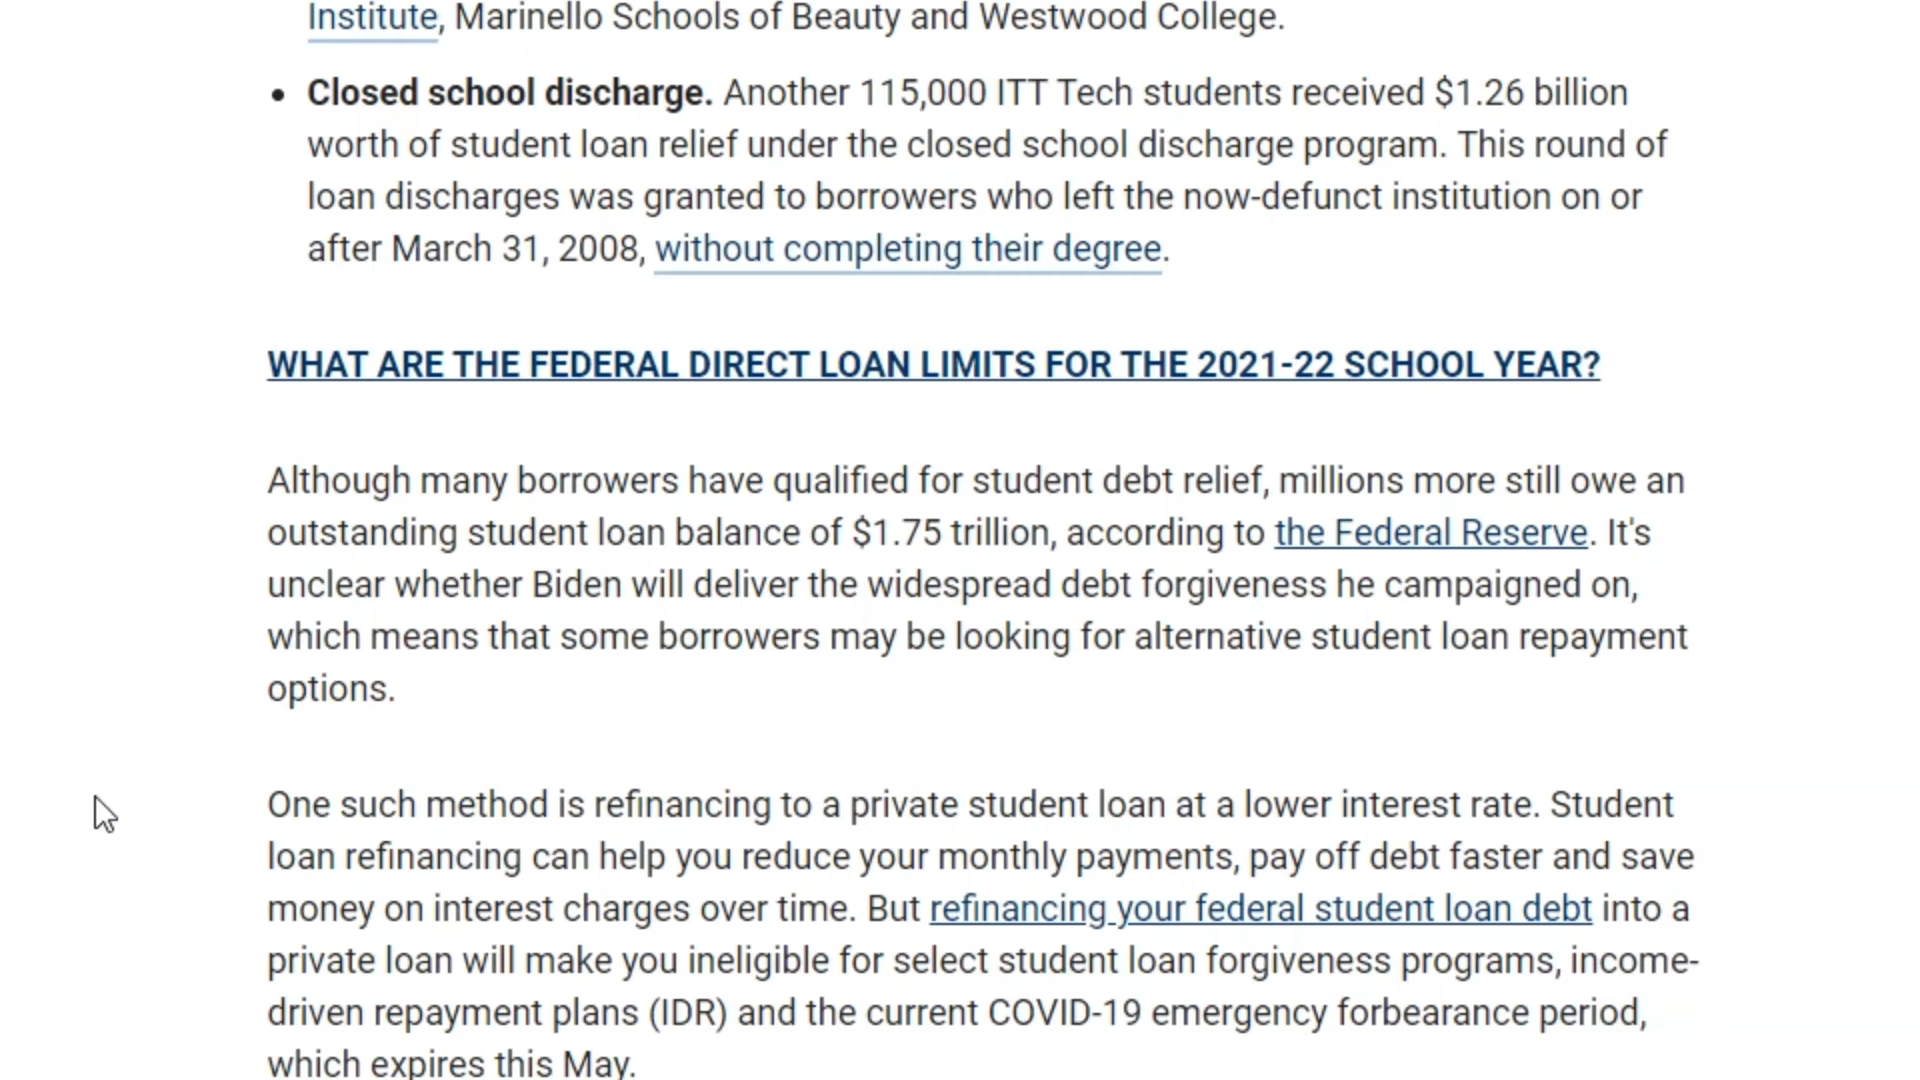 Institute, Marinello Schools of Beauty and Westwood College.
• Closed school discharge. Another 115,000 ITT Tech students received $1.26 billion
worth of student loan relief under the closed school discharge program. This round of
loan discharges was granted to borrowers who left the now-defunct institution on or
after March 31, 2008, without completing their degree.
WHAT ARE THE FEDERAL DIRECT LOAN LIMITS FOR THE 2021-22 SCHOOL YEAR?
Although many borrowers have qualified for student debt relief, millions more still owe an
outstanding student loan balance of $1.75 trillion, according to the Federal Reserve. It's
unclear whether Biden will deliver the widespread debt forgiveness he campaigned on,
which means that some borrowers may be looking for alternative student loan repayment
options.
One such method is refinancing to a private student loan at a lower interest rate. Student
loan refinancing can help you reduce your monthly payments, pay off debt faster and save
money on interest charges over time. But refinancing your federal student loan debt into a
private loan will make you ineligible for select student loan forgiveness programs, income-
driven repayment plans (IDR) and the current COVID-19 emergency forbearance period,
which expires this May.